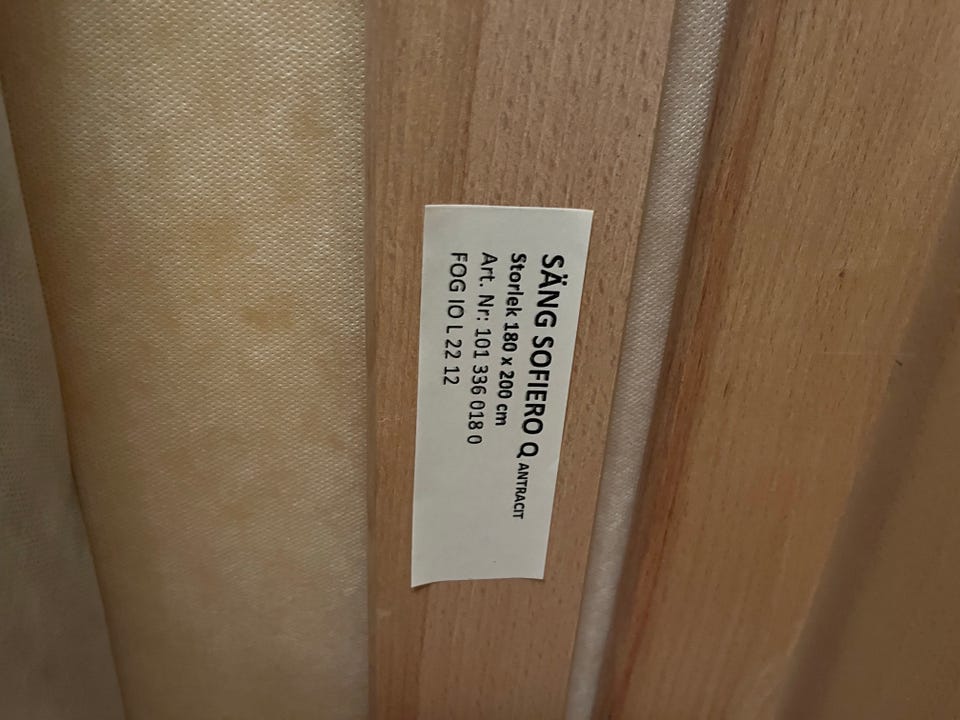 SÄNG SOFIERO Q ANTRACIT
Storlek 180 x 200 cm
Art. Nr: 101 336 018 0
FOG IO L 22 12